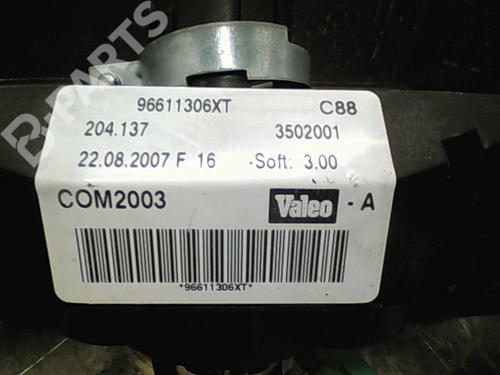 B-PARTS
96611306XT C88
204.137 3502001
22.08.2007 F 16 -Soft: 3.00
COM2003 Valeo - A
*96611306XT*